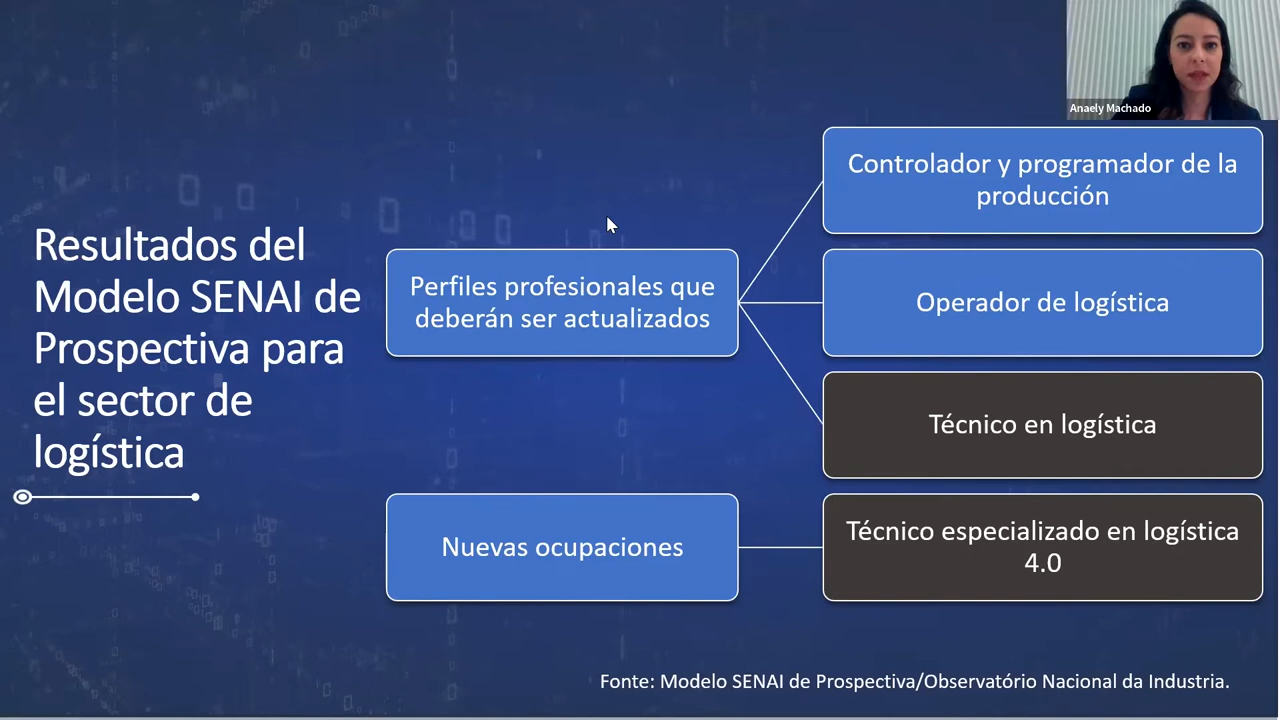 Anaely Machado
Resultados del
Modelo SENAI de
Prospectiva para
el sector de
logística
Perfiles profesionales que
deberán ser actualizados
Controlador y programador de la
producción
Operador de logística
Técnico en logística
Nuevas ocupaciones
Técnico especializado en logística
4.0
Fonte: Modelo SENAI de Prospectiva/Observatório Nacional da Industria.